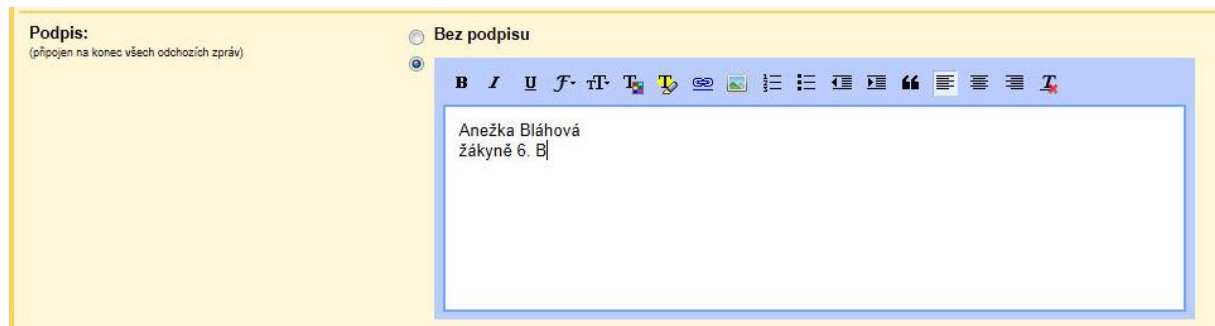 Podpis:
(připojen na konec všech odchozích zpráv)
Bez podpisu
Anežka Bláhová
žákyně 6. B